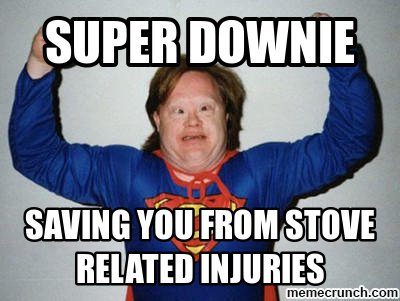 SUPER DOWNIE
SAVING YOU FROM STOVE
RELATED INJURIES
memecrunch.com